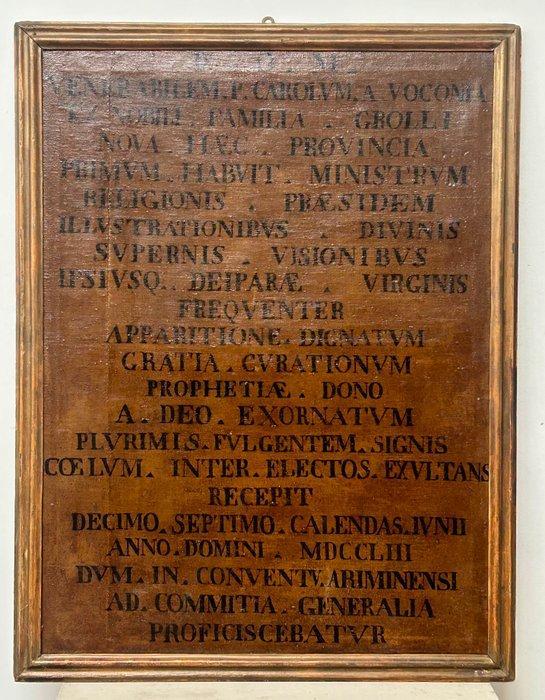 D. O. M.
VENERABILEM. P. CAROLVM. A VOCONIA
EX NOBILI. FAMILIA. GROLLI
NOVA HÆC. PROVINCIA
PRIMVM. HABVIT. MINISTRVM
RELIGIONIS. PRÆSIDEM
ILLVSTRATIONIBVS. DIVINIS
SVPERNIS. VISIONIBVS
IPSIVSQ. DEIPARÆ. VIRGINIS
FREQVENTER
APPARITIONE. DIGNATVM
GRATIA. CVRATIONVM
PROPHETIÆ. DONO
A. DEO. EXORNATVM
PLVRIMIS. FVLGENTEM. SIGNIS
CŒLVM. INTER. ELECTOS. EXVLTANS
RECEPIT
DECIMO. SEPTIMO. CALENDAS. IVNII
ANNO. DOMINI. MDCCLIII
DVM. IN. CONVENTV. ARIMINENSI
AD. COMMITIA. GENERALIA
PROFICISCEBATVR